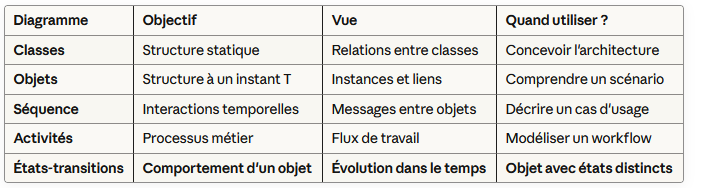 Diagramme Objectif Vue Quand utiliser ?
Classes Structure statique Relations entre classes Concevoir l'architecture
Objets Structure à un instant T Instances et liens Comprendre un scénario
Séquence Interactions temporelles Messages entre objets Décrire un cas d'usage
Activités Processus métier Flux de travail Modéliser un workflow
États-transitions Comportement d'un objet Évolution dans le temps Objet avec états distincts